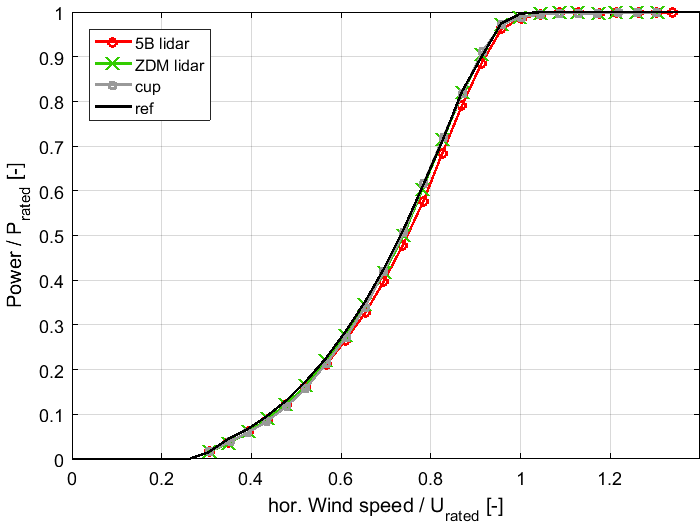 1
0.9
0.8
0.7
0.6
0.5
0.4
0.3
0.2
0.1
0
5B lidar
ZDM lidar
cup
ref
Power / P_rated [-]
0 0.2 0.4 0.6 0.8 1 1.2
hor. Wind speed / U_rated [-]